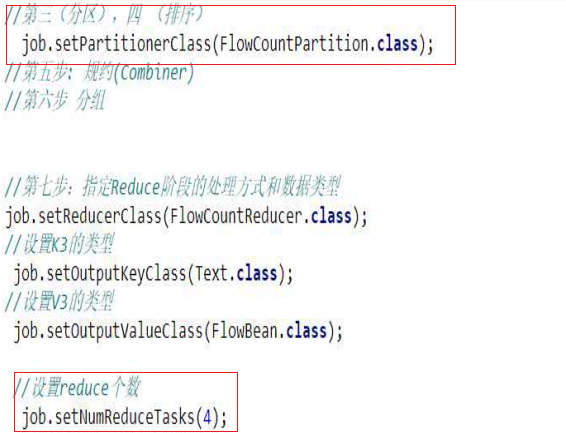 //第三（分区），四 （排序）
job.setPartitionerClass(FlowCountPartition.class);
//第五步: 规约(Combiner)
//第六步 分组
//第七步：指定Reduce阶段的处理方式和数据类型
job.setReducerClass(FlowCountReducer.class);
//设置K3的类型
job.setOutputKeyClass(Text.class);
//设置V3的类型
job.setOutputValueClass(FlowBean.class);
//设置reduce个数
job.setNumReduceTasks(4);